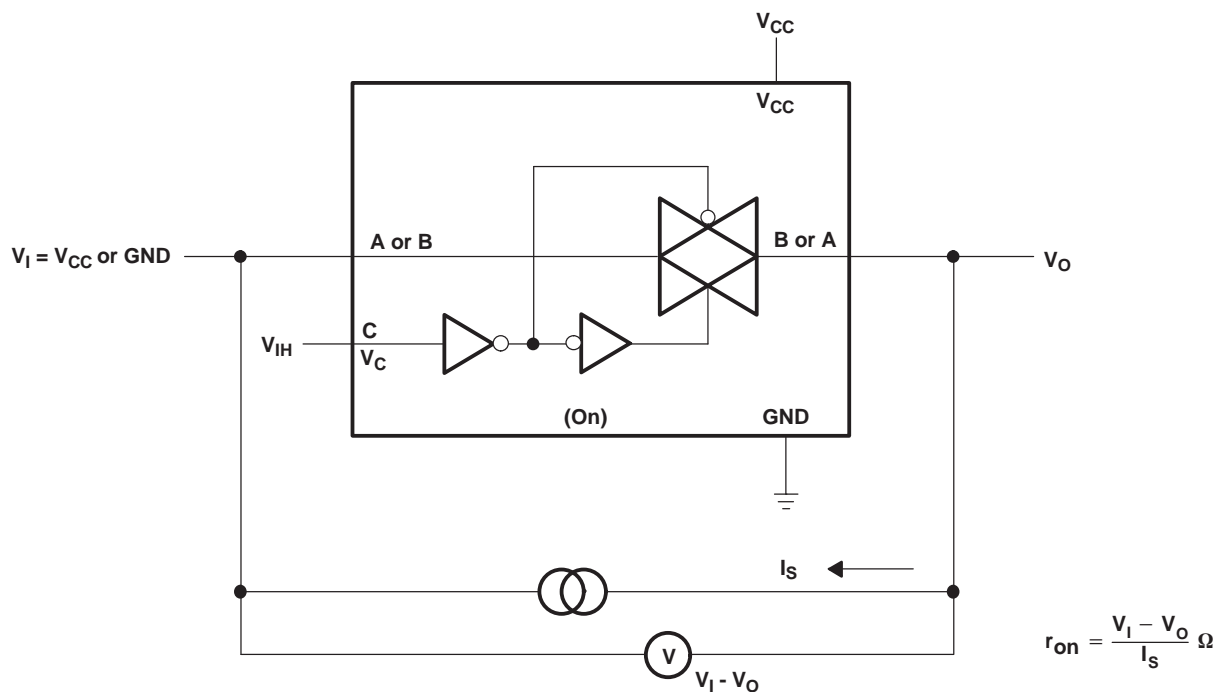 VCC
VCC
A or B
B or A
VI = VCC or GND
VO
C
VIH
VC
(On)
GND
IS
V
VI - VO
ron = VI − VO / IS Ω